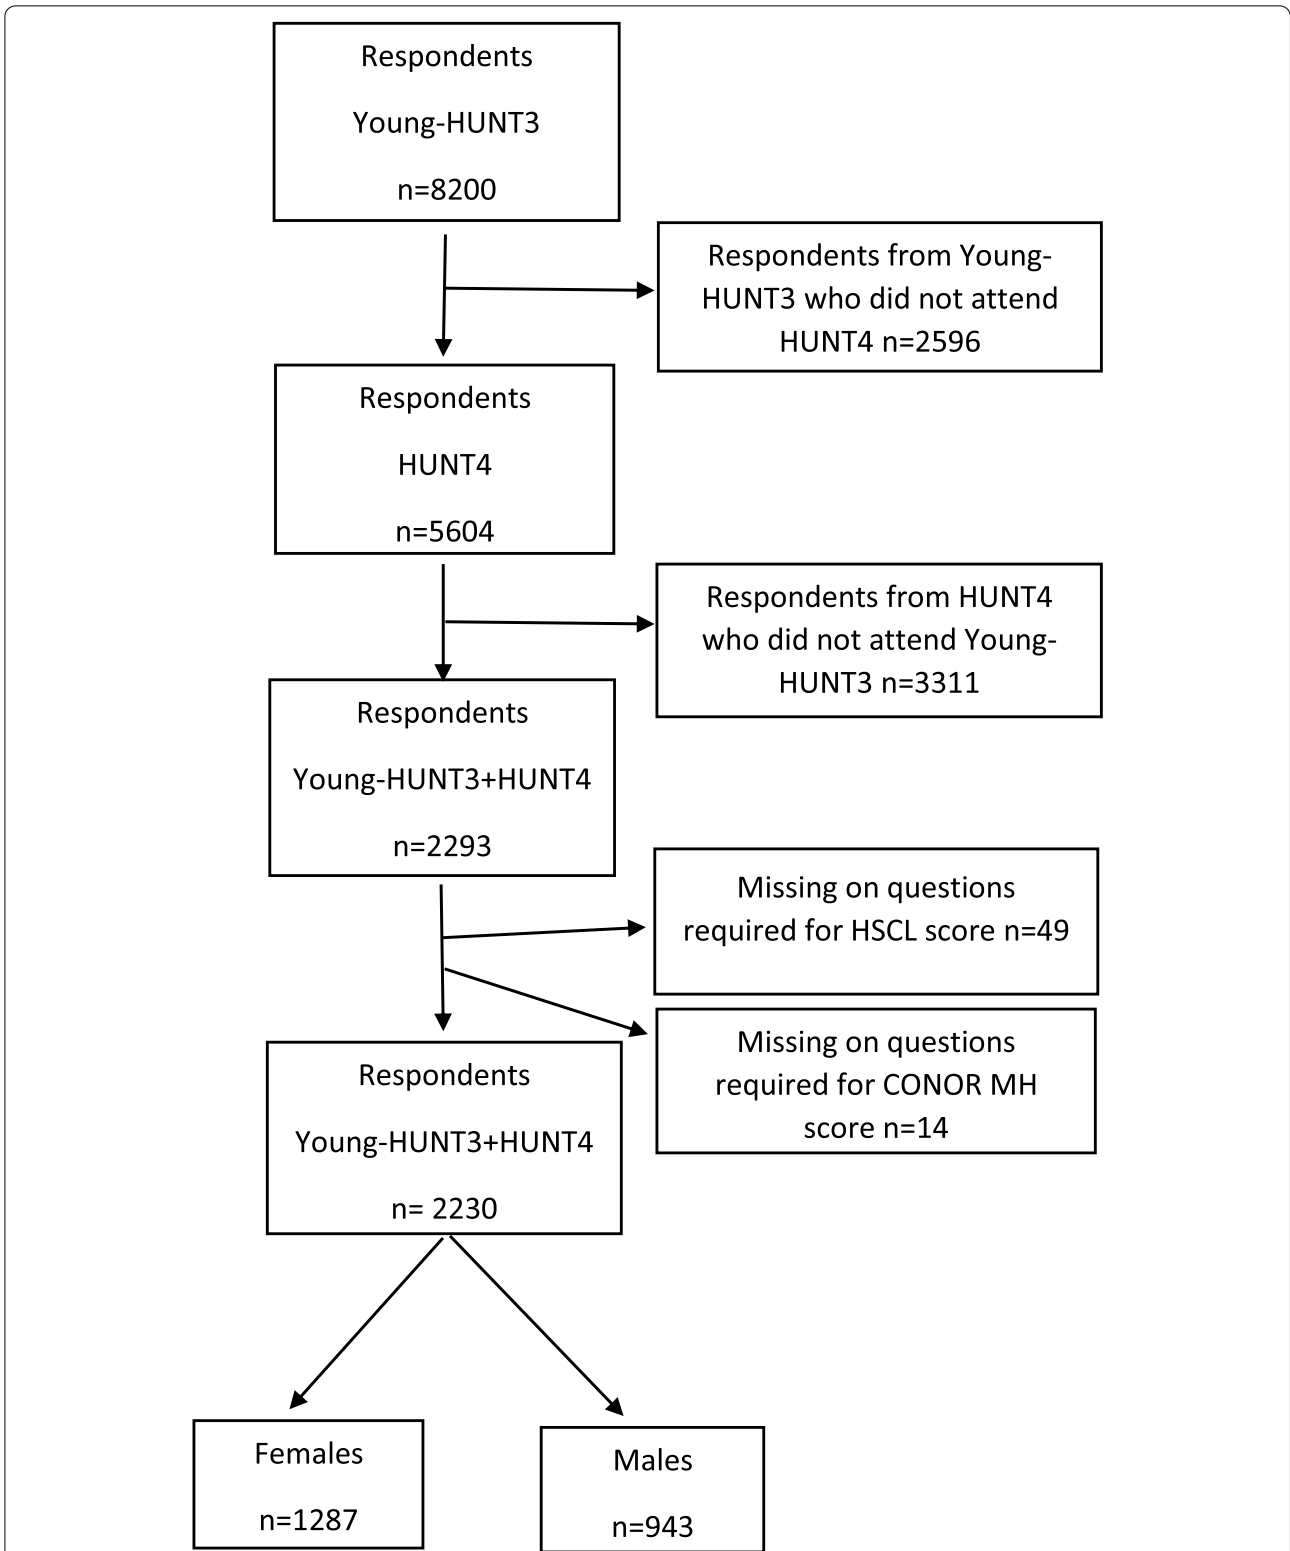 Respondents
Young-HUNT3
n=8200
Respondents from Young-
HUNT3 who did not attend
HUNT4 n=2596
Respondents
HUNT4
n=5604
Respondents from HUNT4
who did not attend Young-
HUNT3 n=3311
Respondents
Young-HUNT3+HUNT4
n=2293
Missing on questions
required for HSCL score n=49
Missing on questions
required for CONOR MH
score n=14
Respondents
Young-HUNT3+HUNT4
n= 2230
Females
n=1287
Males
n=943